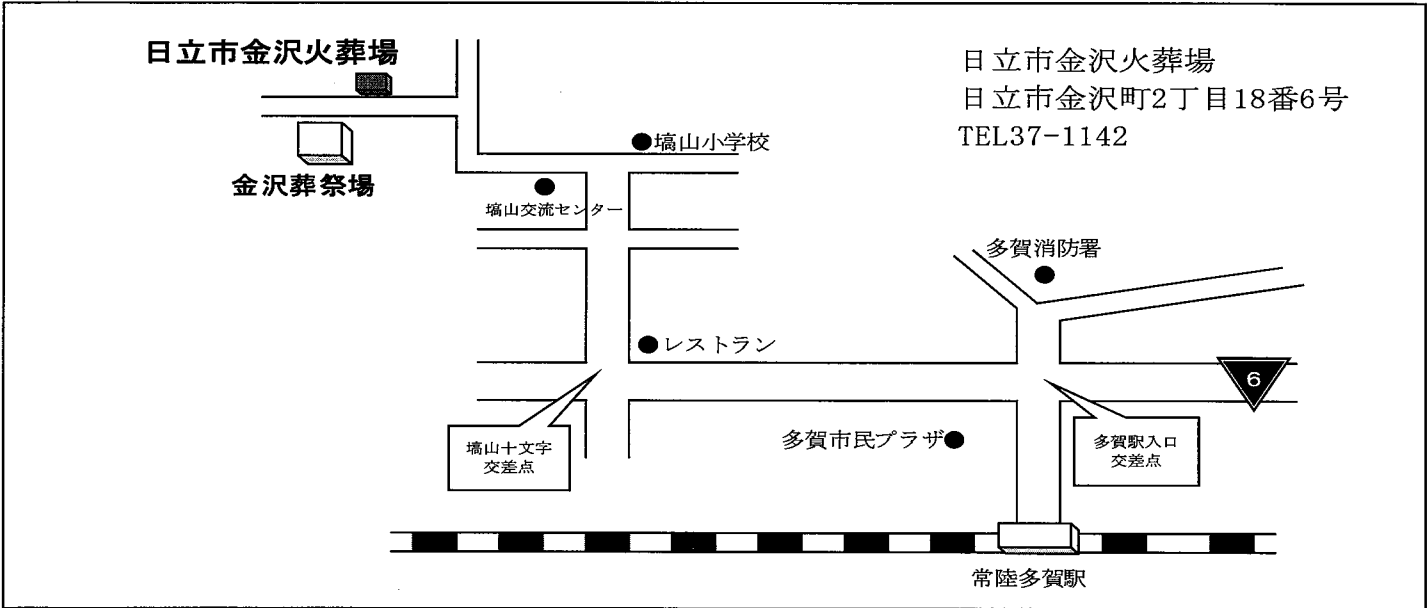 日立市金沢火葬場
日立市金沢火葬場
日立市金沢町2丁目18番6号
TEL37-1142
金沢葬祭場
塙山小学校
塙山交流センター
多賀消防署
レストラン
6
塙山十文字
交差点
多賀市民プラザ
多賀駅入口
交差点
常陸多賀駅